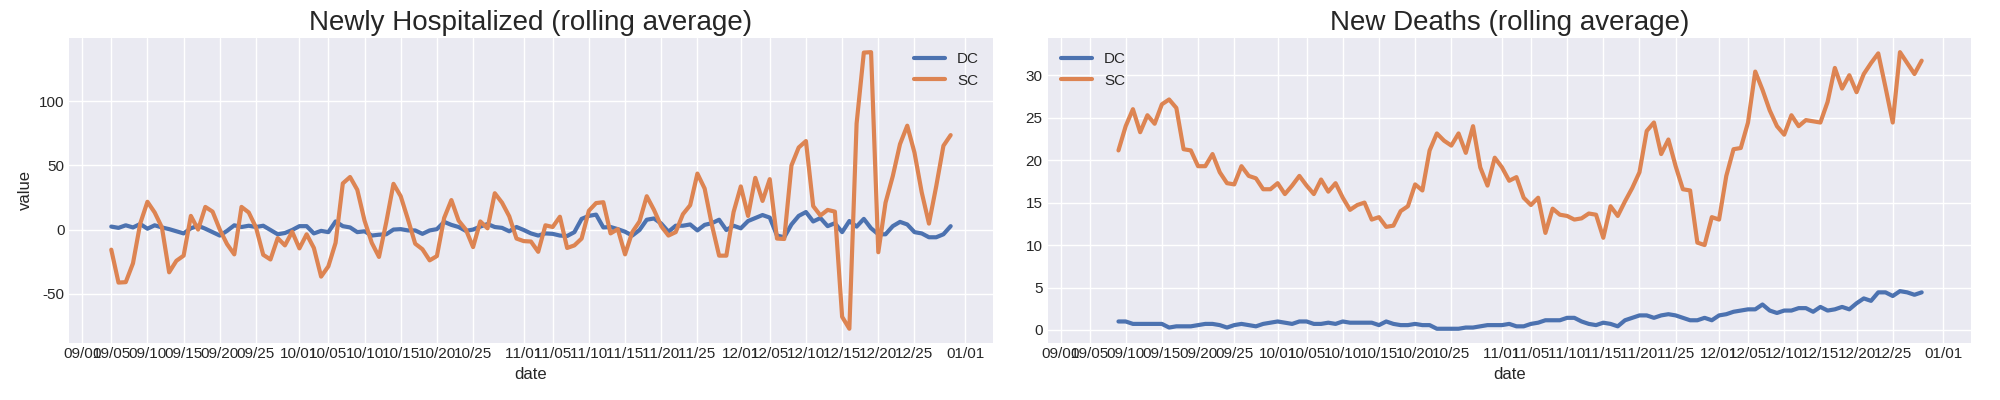 Newly Hospitalized (rolling average)
DC
SC
100
50
0
-50
value
09/01 09/05 09/10 09/15 09/20 09/25 10/01 10/05 10/10 10/15 10/20 10/25 11/01 11/05 11/10 11/15 11/20 11/25 12/01 12/05 12/10 12/15 12/20 12/25 01/01
date
New Deaths (rolling average)
DC
SC
30
25
20
15
10
5
0
09/01 09/05 09/10 09/15 09/20 09/25 10/01 10/05 10/10 10/15 10/20 10/25 11/01 11/05 11/10 11/15 11/20 11/25 12/01 12/05 12/10 12/15 12/20 12/25 01/01
date